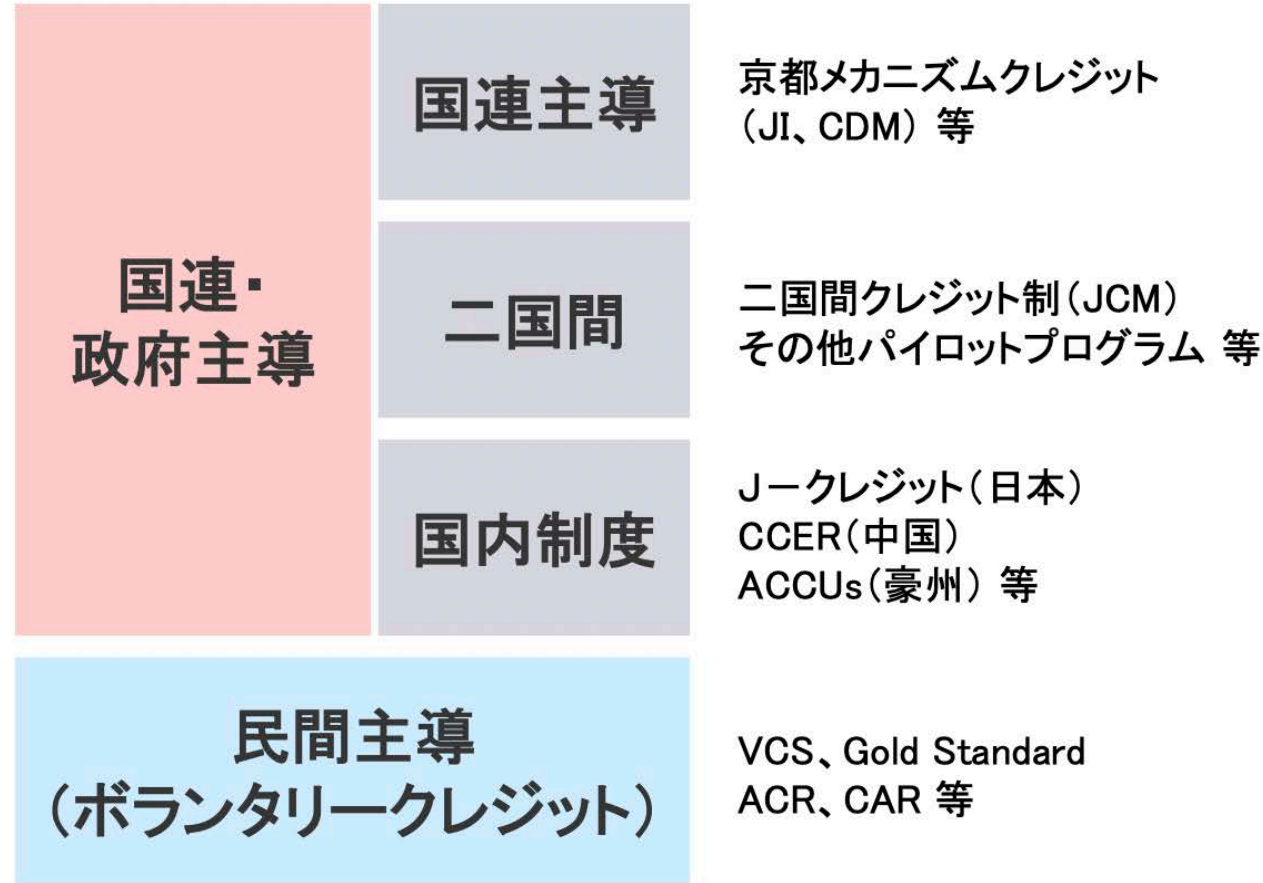 国連・
政府主導
国連主導
京都メカニズムクレジット
（JI、CDM） 等
二国間
二国間クレジット制（JCM）
その他パイロットプログラム 等
国内制度
J－クレジット（日本）
CCER（中国）
ACCUs（豪州） 等
民間主導
（ボランタリークレジット）
VCS、Gold Standard
ACR、CAR 等